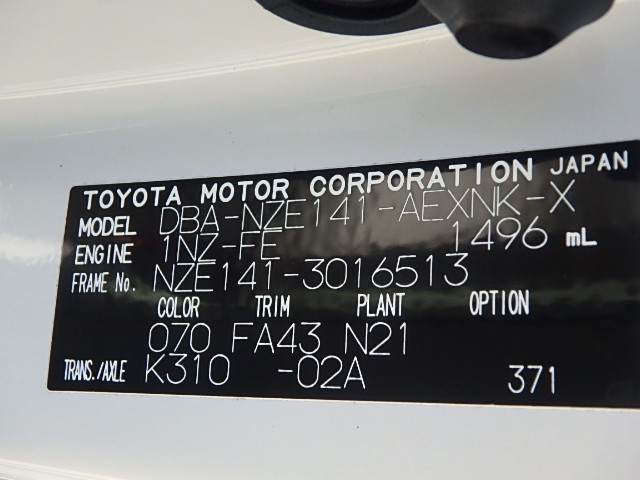 TOYOTA MOTOR CORPORATION JAPAN
MODEL DBA-NZE141-AEXNK-X
ENGINE 1NZ-FE 1496 mL
FRAME No. NZE141-3016513
COLOR TRIM PLANT OPTION
070 FA43 N21
TRANS./AXLE K310 -02A 371